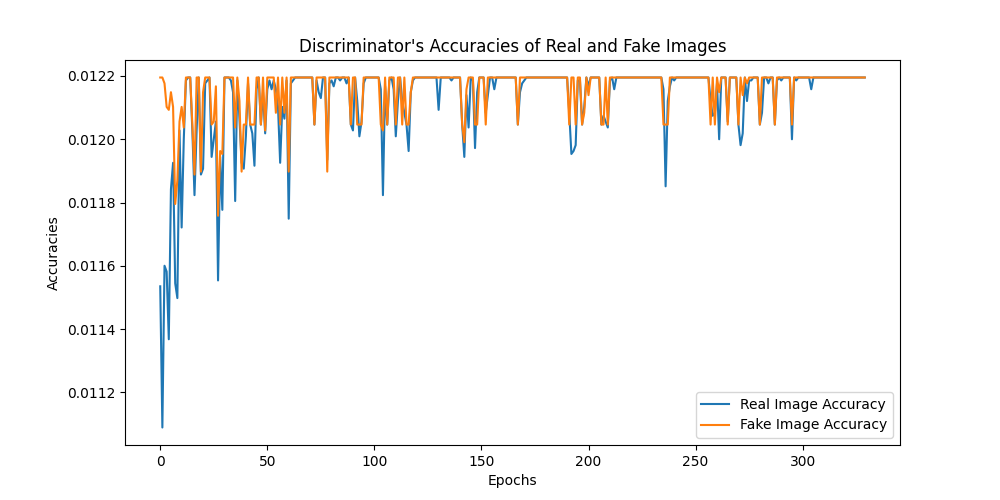 Discriminator's Accuracies of Real and Fake Images
0.0122
0.0120
0.0118
0.0116
0.0114
0.0112
Accuracies
Real Image Accuracy
Fake Image Accuracy
0 50 100 150 200 250 300
Epochs